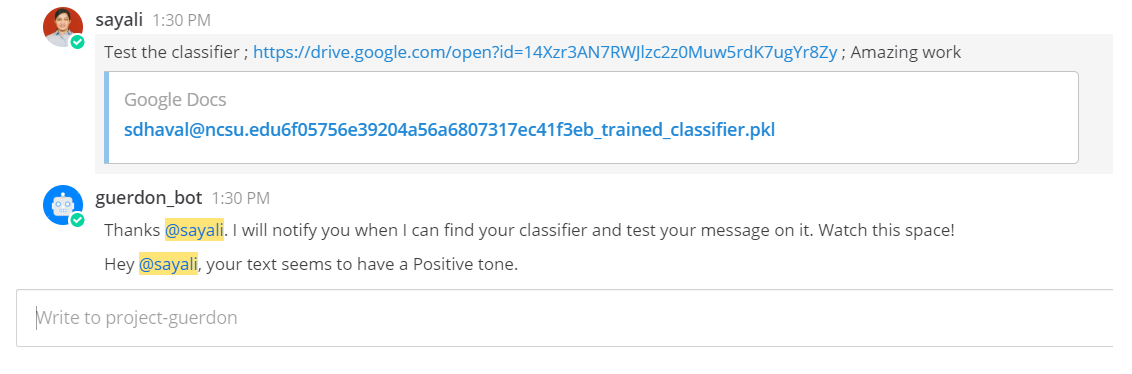 sayali 1:30 PM
Test the classifier ; https://drive.google.com/open?id=14Xzr3AN7RWJlzc2z0Muw5rdK7ugYr8Zy ; Amazing work
Google Docs
sdhaval@ncsu.edu6f05756e39204a56a6807317ec41f3eb_trained_classifier.pkl
guerdon_bot 1:30 PM
Thanks @sayali. I will notify you when I can find your classifier and test your message on it. Watch this space!
Hey @sayali, your text seems to have a Positive tone.
Write to project-guerdon